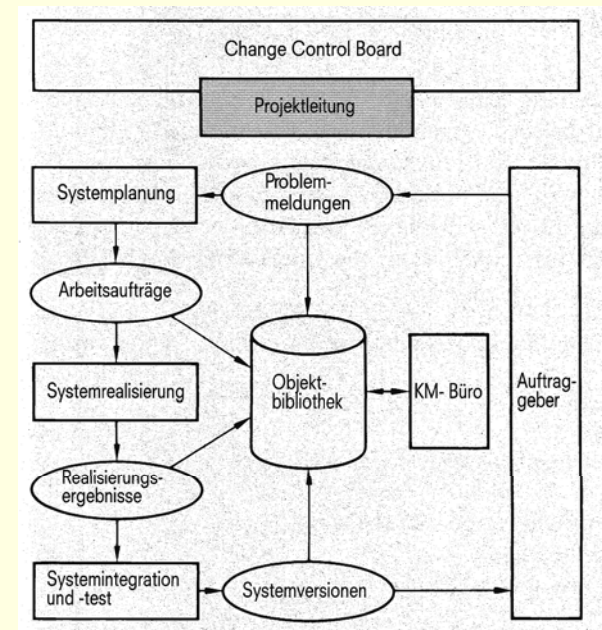 Change Control Board
Projektleitung
Systemplanung
Problem-
meldungen
Arbeitsaufträge
Systemrealisierung
Objekt-
bibliothek
KM- Büro
Auftrag-
geber
Realisierungs-
ergebnisse
Systemintegration
und -test
Systemversionen